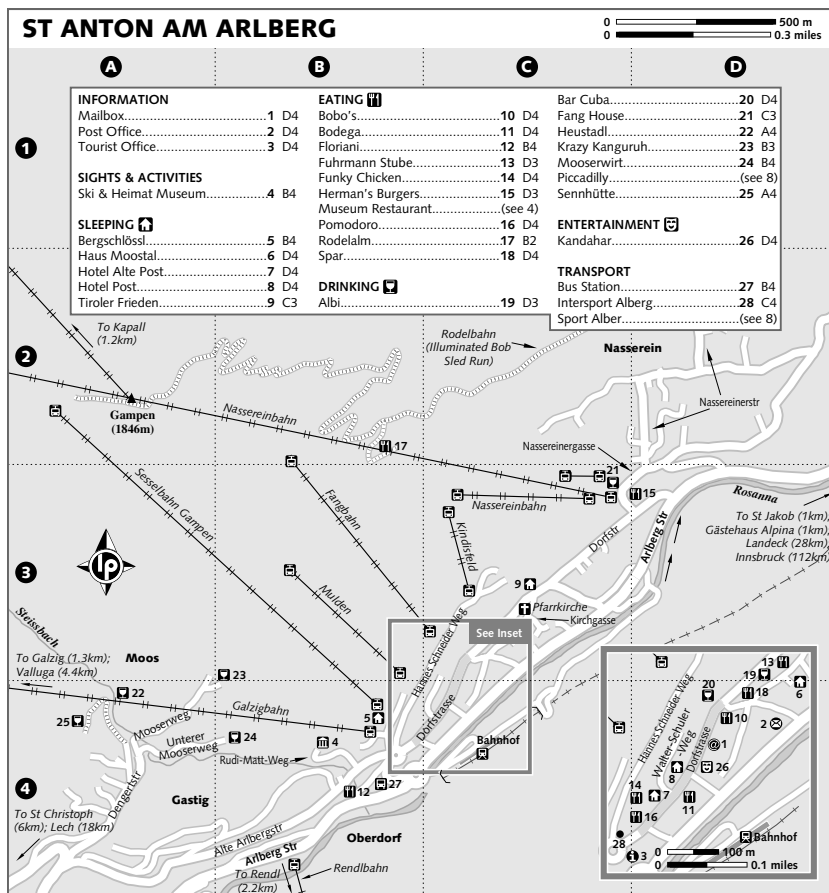 ST ANTON AM ARLBERG
0 500 m
0 0.3 miles
A B C D
1
2
3
4
INFORMATION
Mailbox 1 D4
Post Office 2 D4
Tourist Office 3 D4
SIGHTS & ACTIVITIES
Ski & Heimat Museum 4 B4
SLEEPING
Bergschlössl 5 B4
Haus Moostal 6 D4
Hotel Alte Post 7 D4
Hotel Post 8 D4
Tiroler Frieden 9 C3
EATING
Bobo's 10 D4
Bodega 11 D4
Floriani 12 B4
Fuhrmann Stube 13 D3
Funky Chicken 14 D4
Herman's Burgers 15 D3
Museum Restaurant (see 4)
Pomodoro 16 D4
Rodelalm 17 B2
Spar 18 D4
DRINKING
Albi 19 D3
Bar Cuba 20 D4
Fang House 21 C3
Heustadl 22 A4
Krazy Kanguruh 23 B3
Mooserwirt 24 B4
Piccadilly (see 8)
Sennhütte 25 A4
ENTERTAINMENT
Kandahar 26 D4
TRANSPORT
Bus Station 27 B4
Intersport Alberg 28 C4
Sport Alber (see 8)
To Kapall
(1.2km)
Rodelbahn
(Illuminated Bob
Sled Run)
Nasserein
Gampen
(1846m)
Nassereinbahn
Nassereinerstr
17
Nassereinergasse
21
15
Sesselbahn Gampen
Fangbahn
Nassereinbahn
Rosanna
Kindisfeld
Dorfstr
Arlberg Str
To St Jakob (1km);
Gästehaus Alpina (1km);
Landeck (28km);
Innsbruck (112km)
Mulden
9
Pfarrkirche
Kirchgasse
lp
Steissbach
See Inset
Hannes Schneider Weg
To Galzig (1.3km);
Valluga (4.4km)
Moos
23
22
25
Mooserweg
Galzigbahn
5
Dorfstrasse
24
Unterer
Mooserweg
4
Rudi-Matt-Weg
Bahnhof
Dengertstr
Gastig
12
27
To St Christoph
(6km); Lech (18km)
Alte Arlbergstr
Oberdorf
Arlberg Str
To Rendl
(2.2km)
Rendlbahn
13
19
20
18
6
Hannes Schneider Weg
10
2
Walter-Schuler
-Weg
Dorfstrasse
@1
8
26
14
7
11
16
28
3
Bahnhof
0 100 m
0 0.1 miles